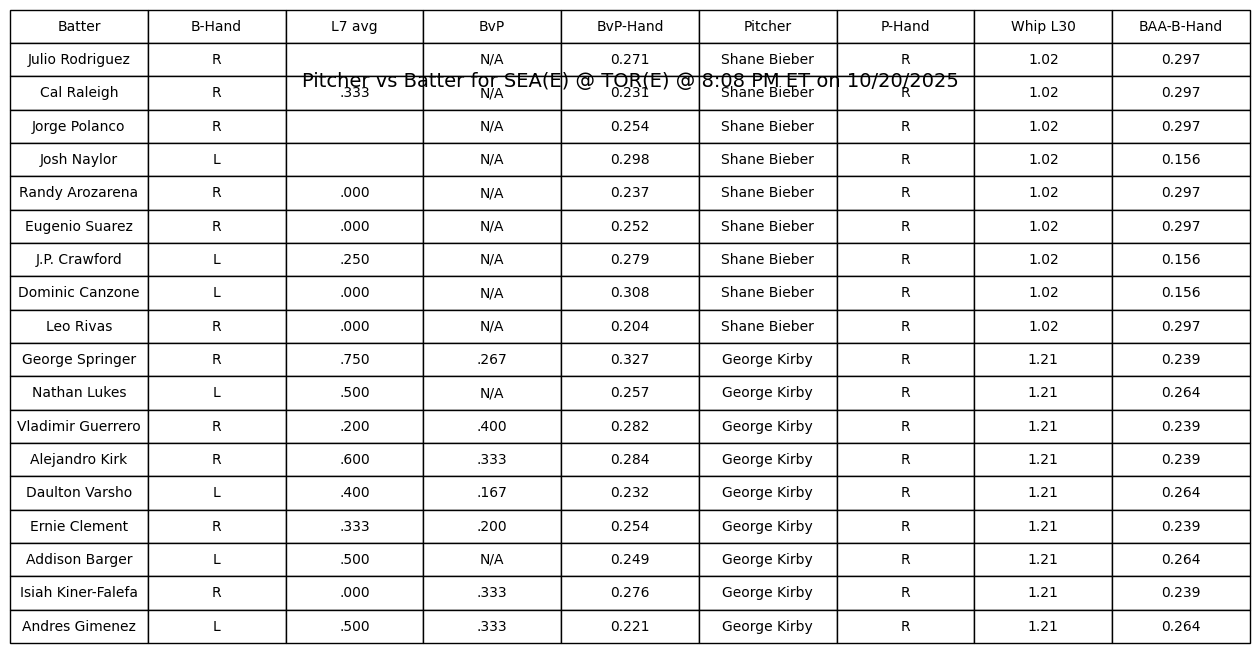 Batter B-Hand L7 avg BvP BvP-Hand Pitcher P-Hand Whip L30 BAA-B-Hand
Julio Rodriguez R N/A 0.271 Shane Bieber R 1.02 0.297
Pitcher vs Batter for SEA(E) @ TOR(E) @ 8:08 PM ET on 10/20/2025
Cal Raleigh R .333 N/A 0.231 Shane Bieber R 1.02 0.297
Jorge Polanco R N/A 0.254 Shane Bieber R 1.02 0.297
Josh Naylor L N/A 0.298 Shane Bieber R 1.02 0.156
Randy Arozarena R .000 N/A 0.237 Shane Bieber R 1.02 0.297
Eugenio Suarez R .000 N/A 0.252 Shane Bieber R 1.02 0.297
J.P. Crawford L .250 N/A 0.279 Shane Bieber R 1.02 0.156
Dominic Canzone L .000 N/A 0.308 Shane Bieber R 1.02 0.156
Leo Rivas R .000 N/A 0.204 Shane Bieber R 1.02 0.297
George Springer R .750 .267 0.327 George Kirby R 1.21 0.239
Nathan Lukes L .500 N/A 0.257 George Kirby R 1.21 0.264
Vladimir Guerrero R .200 .400 0.282 George Kirby R 1.21 0.239
Alejandro Kirk R .600 .333 0.284 George Kirby R 1.21 0.239
Daulton Varsho L .400 .167 0.232 George Kirby R 1.21 0.264
Ernie Clement R .333 .200 0.254 George Kirby R 1.21 0.239
Addison Barger L .500 N/A 0.249 George Kirby R 1.21 0.264
Isiah Kiner-Falefa R .000 .333 0.276 George Kirby R 1.21 0.239
Andres Gimenez L .500 .333 0.221 George Kirby R 1.21 0.264